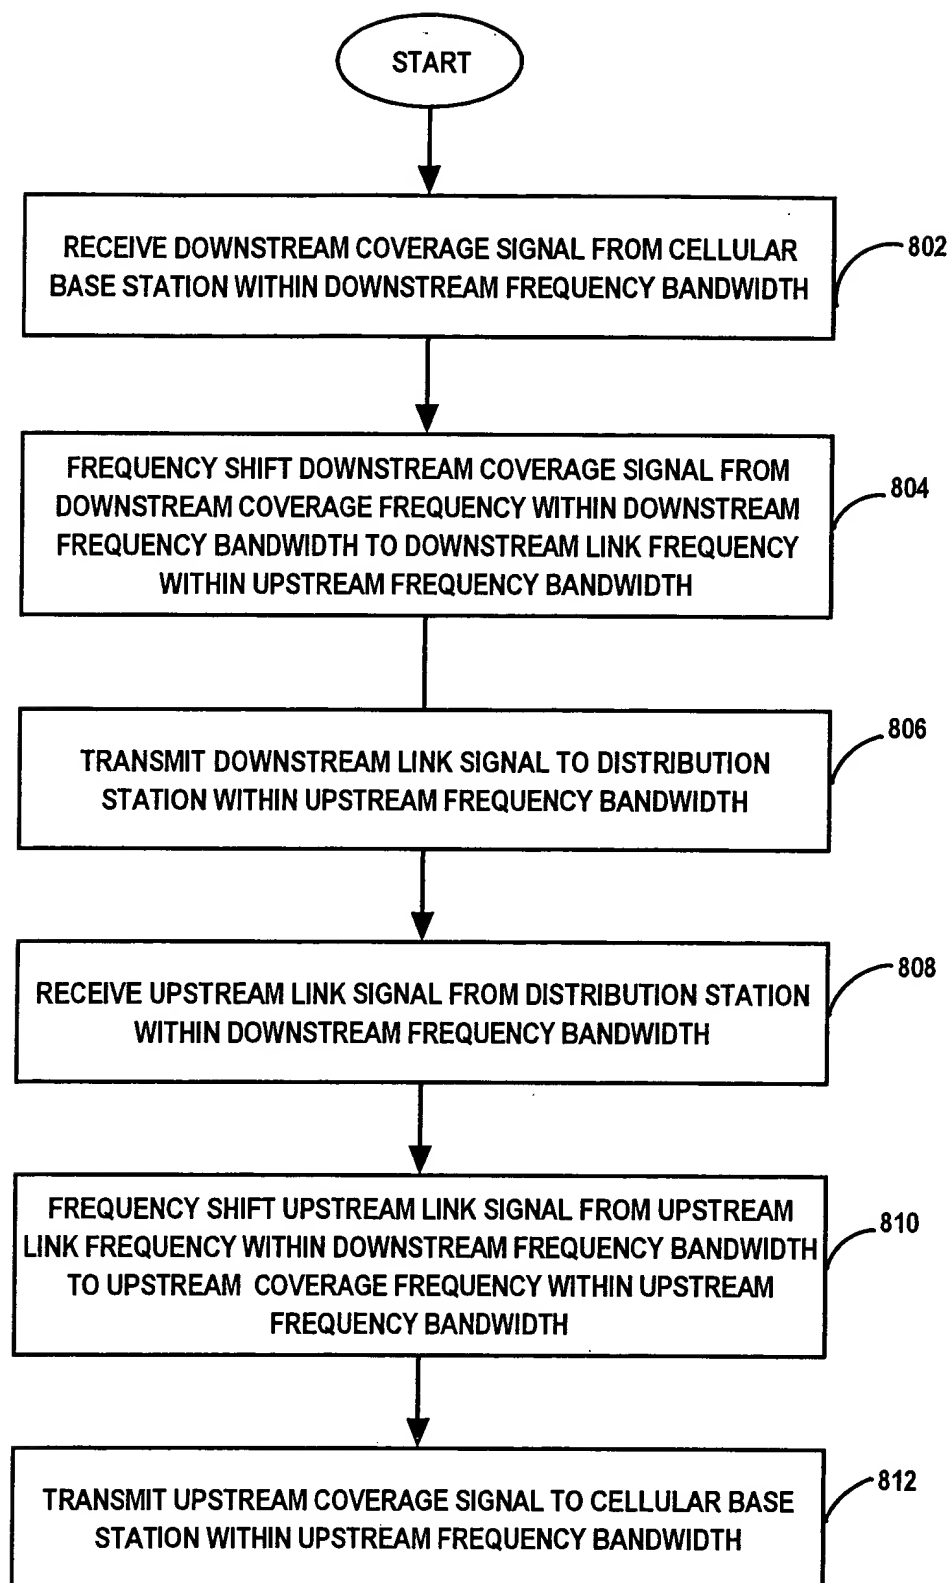 START
RECEIVE DOWNSTREAM COVERAGE SIGNAL FROM CELLULAR
BASE STATION WITHIN DOWNSTREAM FREQUENCY BANDWIDTH
802
FREQUENCY SHIFT DOWNSTREAM COVERAGE SIGNAL FROM
DOWNSTREAM COVERAGE FREQUENCY WITHIN DOWNSTREAM
FREQUENCY BANDWIDTH TO DOWNSTREAM LINK FREQUENCY
WITHIN UPSTREAM FREQUENCY BANDWIDTH
804
TRANSMIT DOWNSTREAM LINK SIGNAL TO DISTRIBUTION
STATION WITHIN UPSTREAM FREQUENCY BANDWIDTH
806
RECEIVE UPSTREAM LINK SIGNAL FROM DISTRIBUTION STATION
WITHIN DOWNSTREAM FREQUENCY BANDWIDTH
808
FREQUENCY SHIFT UPSTREAM LINK SIGNAL FROM UPSTREAM
LINK FREQUENCY WITHIN DOWNSTREAM FREQUENCY BANDWIDTH
TO UPSTREAM COVERAGE FREQUENCY WITHIN UPSTREAM
FREQUENCY BANDWIDTH
810
TRANSMIT UPSTREAM COVERAGE SIGNAL TO CELLULAR BASE
STATION WITHIN UPSTREAM FREQUENCY BANDWIDTH
812